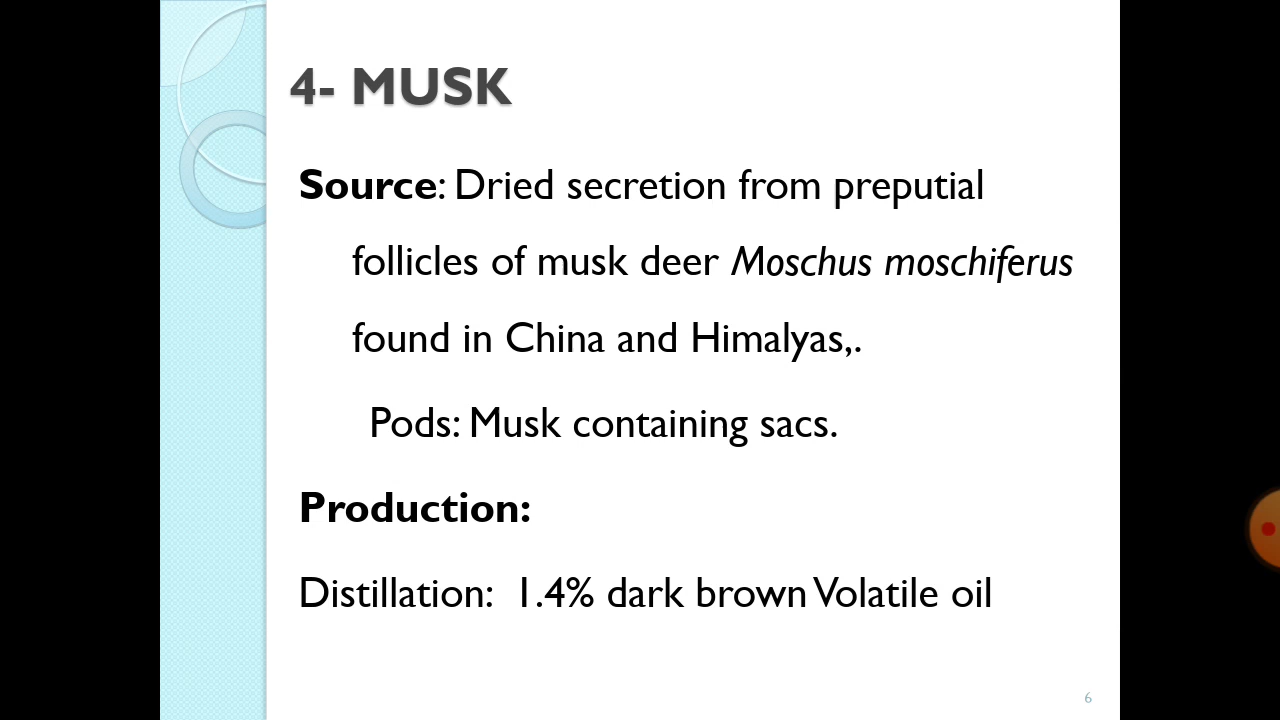 4- MUSK
Source: Dried secretion from preputial
follicles of musk deer Moschus moschiferus
found in China and Himalyas,.
Pods: Musk containing sacs.
Production:
Distillation: 1.4% dark brown Volatile oil
6